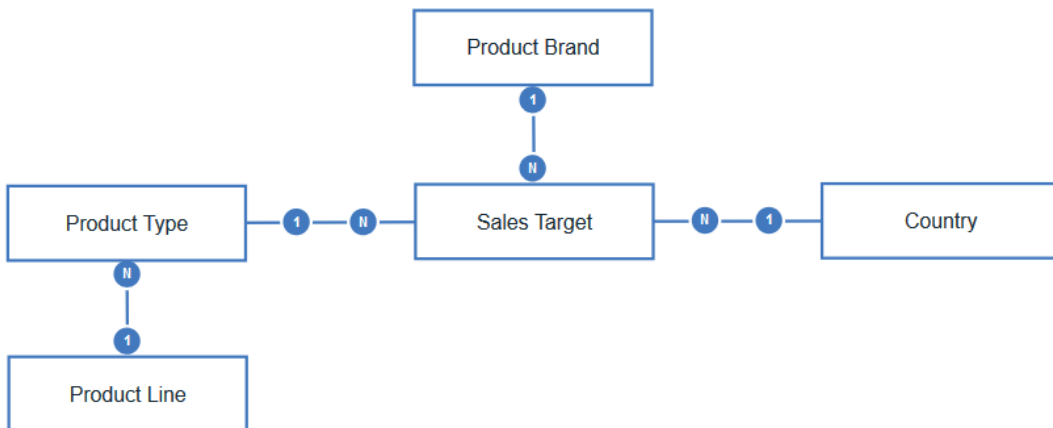 Product Brand
1
N
Product Type
1
N
Sales Target
N
1
Country
N
1
Product Line